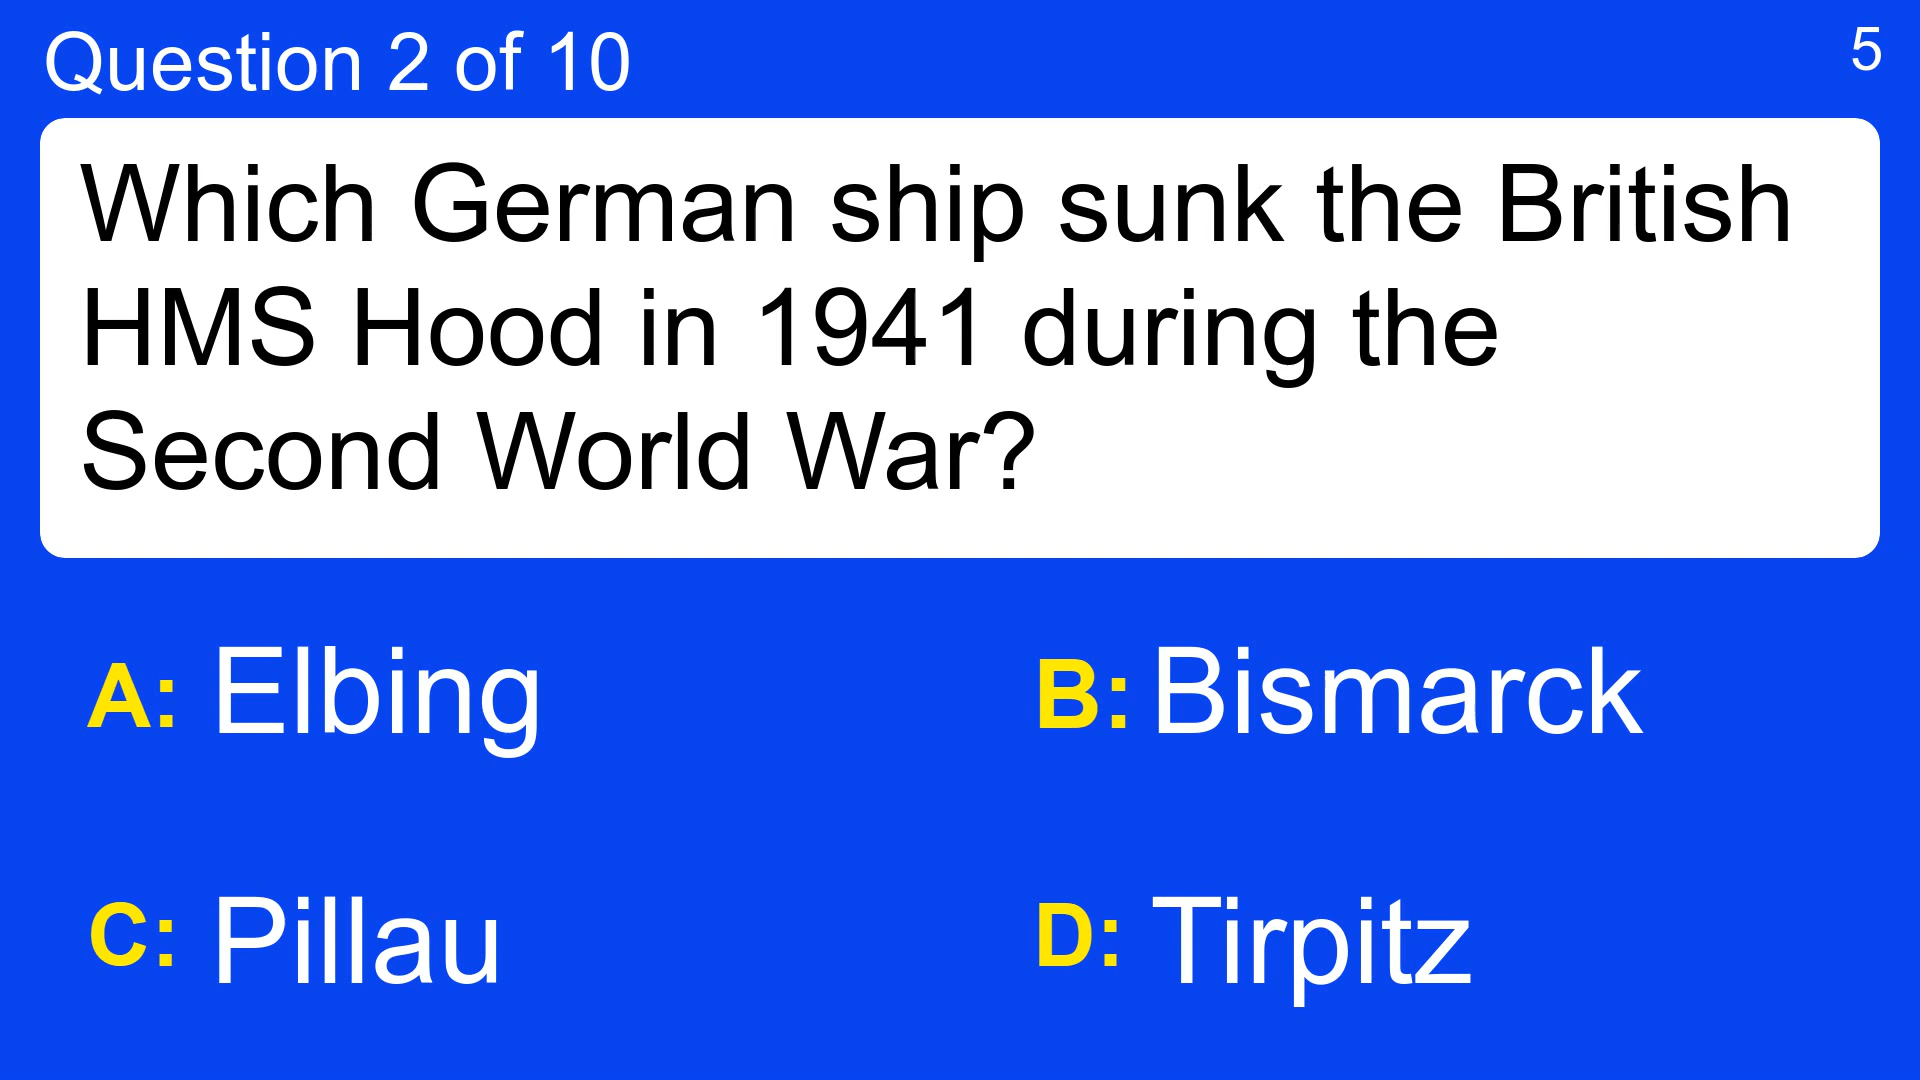 Question 2 of 10
5
Which German ship sunk the British
HMS Hood in 1941 during the
Second World War?
A: Elbing
B: Bismarck
C: Pillau
D: Tirpitz